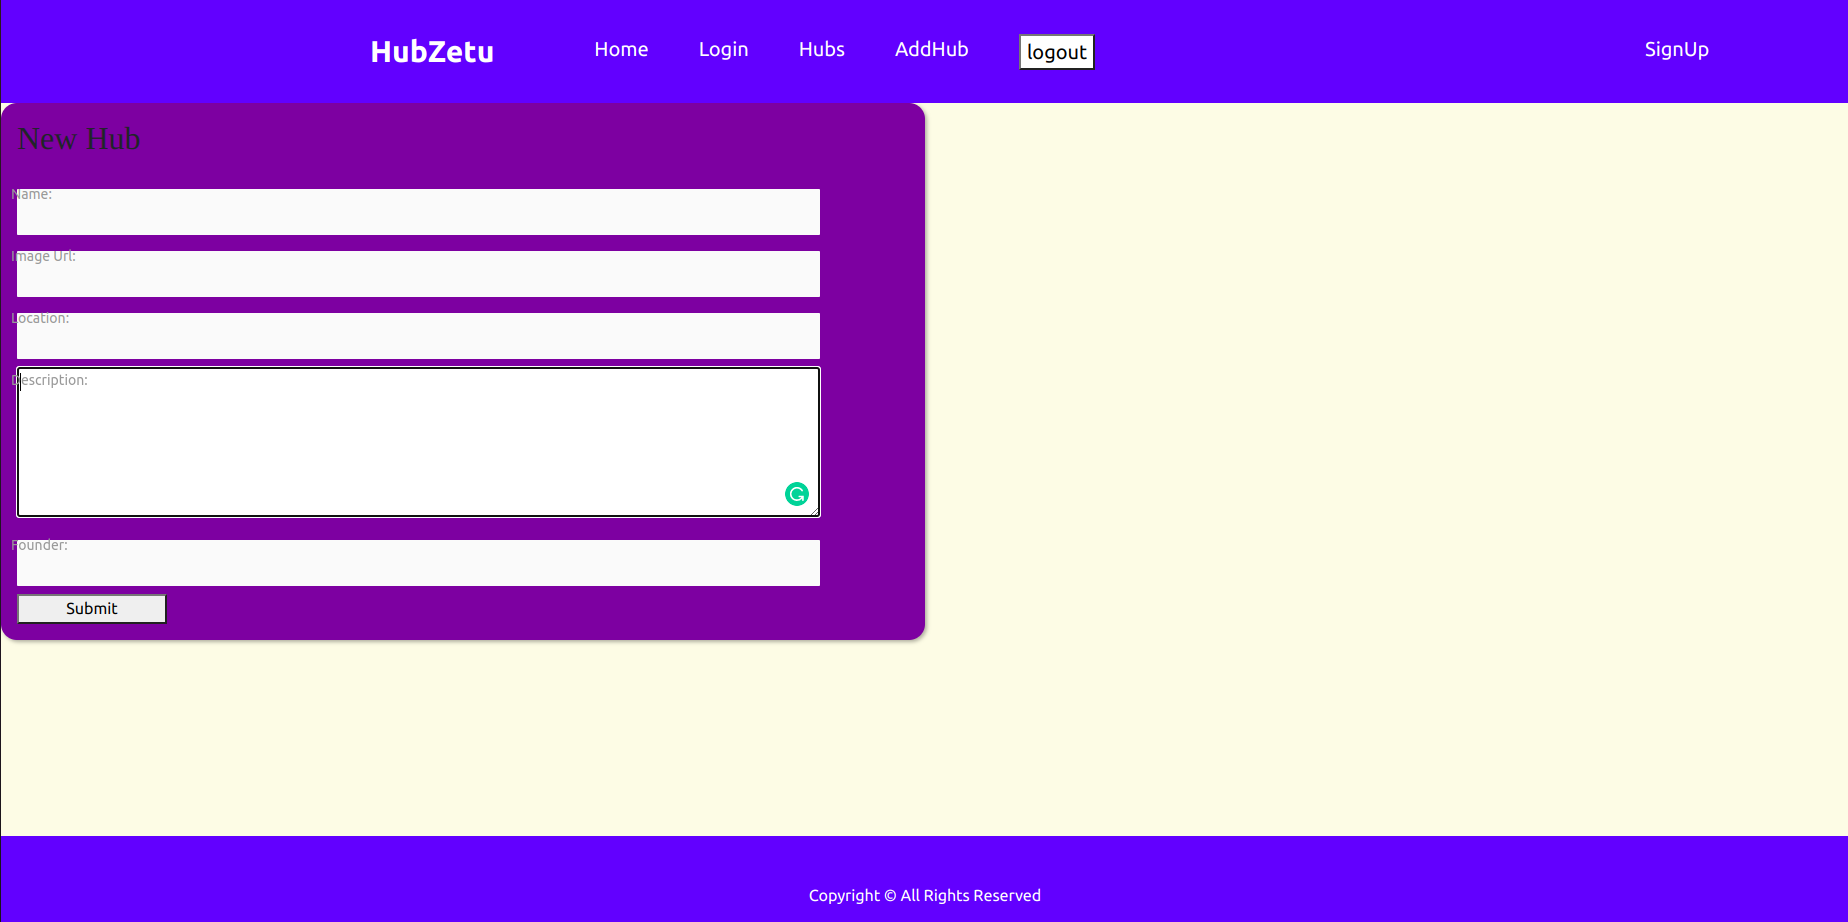 HubZetu Home Login Hubs AddHub logout SignUp
New Hub
Name:
Image Url:
Location:
Description:
Founder:
Submit
Copyright © All Rights Reserved